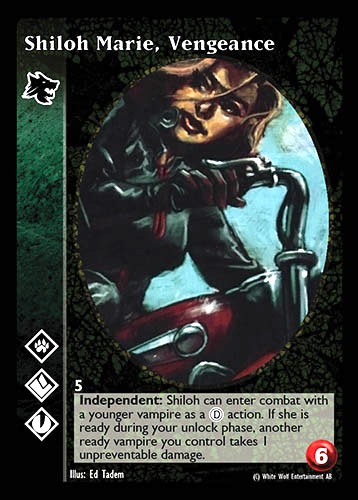 Shiloh Marie, Vengeance
5
Independent: Shiloh can enter combat with
a younger vampire as a Ⓓ action. If she is
ready during your unlock phase, another
ready vampire you control takes 1
unpreventable damage.
6
Illus: Ed Tadem
(C) White Wolf Entertainment AB